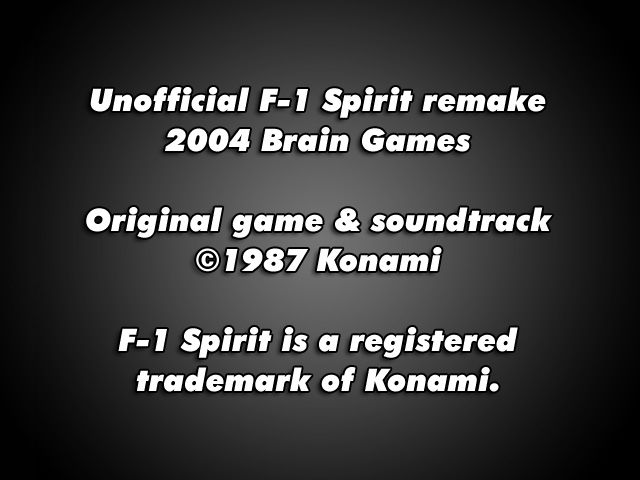 Unofficial F-1 Spirit remake
2004 Brain Games
Original game & soundtrack
©1987 Konami
F-1 Spirit is a registered
trademark of Konami.